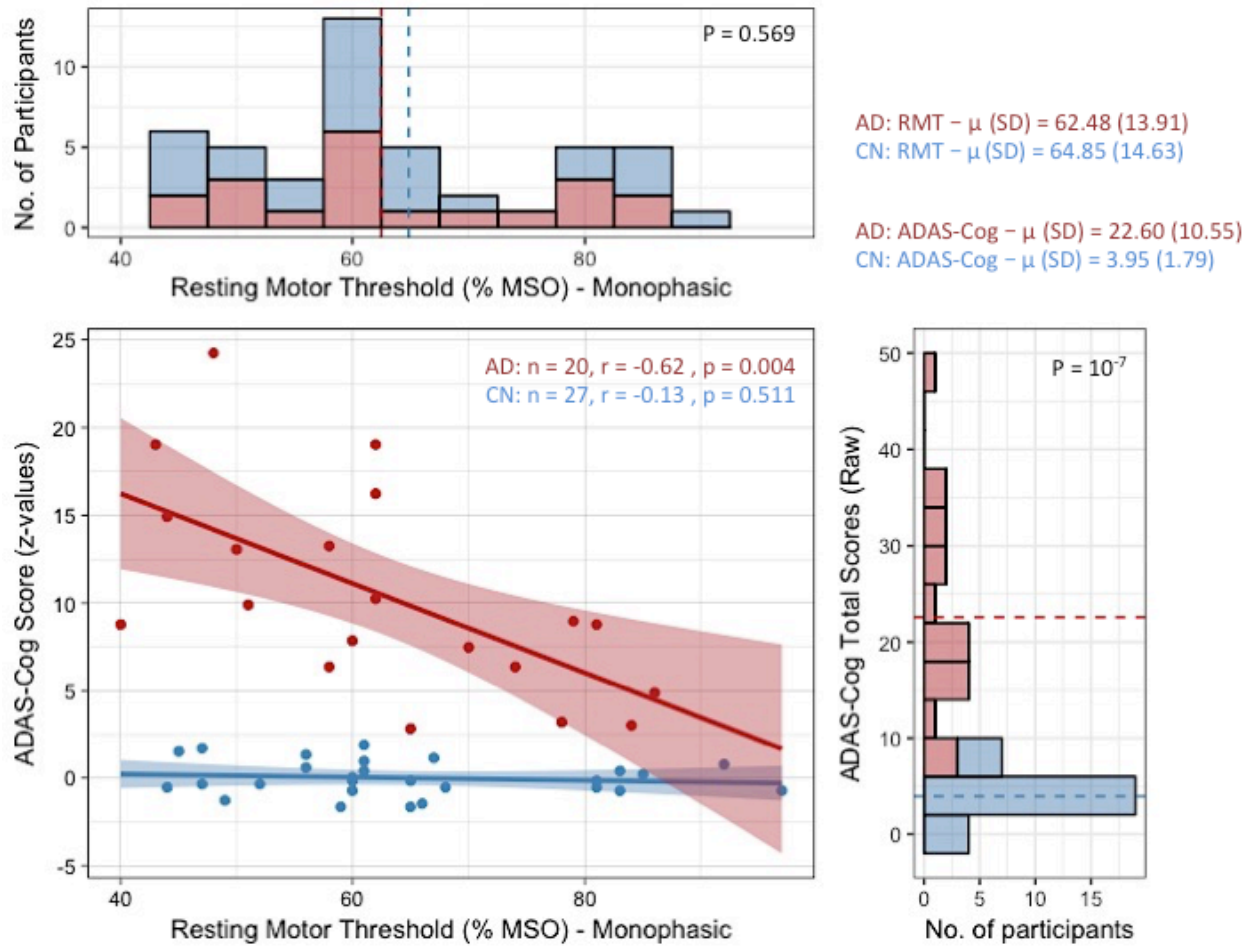 No. of Participants
10
5
0
P = 0.569
40 60 80
Resting Motor Threshold (% MSO) - Monophasic
AD: RMT − μ (SD) = 62.48 (13.91)
CN: RMT − μ (SD) = 64.85 (14.63)
AD: ADAS-Cog − μ (SD) = 22.60 (10.55)
CN: ADAS-Cog − μ (SD) = 3.95 (1.79)
ADAS-Cog Score (z-values)
25
20
15
10
5
0
-5
AD: n = 20, r = -0.62 , p = 0.004
CN: n = 27, r = -0.13 , p = 0.511
40 60 80
Resting Motor Threshold (% MSO) - Monophasic
ADAS-Cog Total Scores (Raw)
50
40
30
20
10
0
P = 10⁻⁷
0 5 10 15
No. of participants